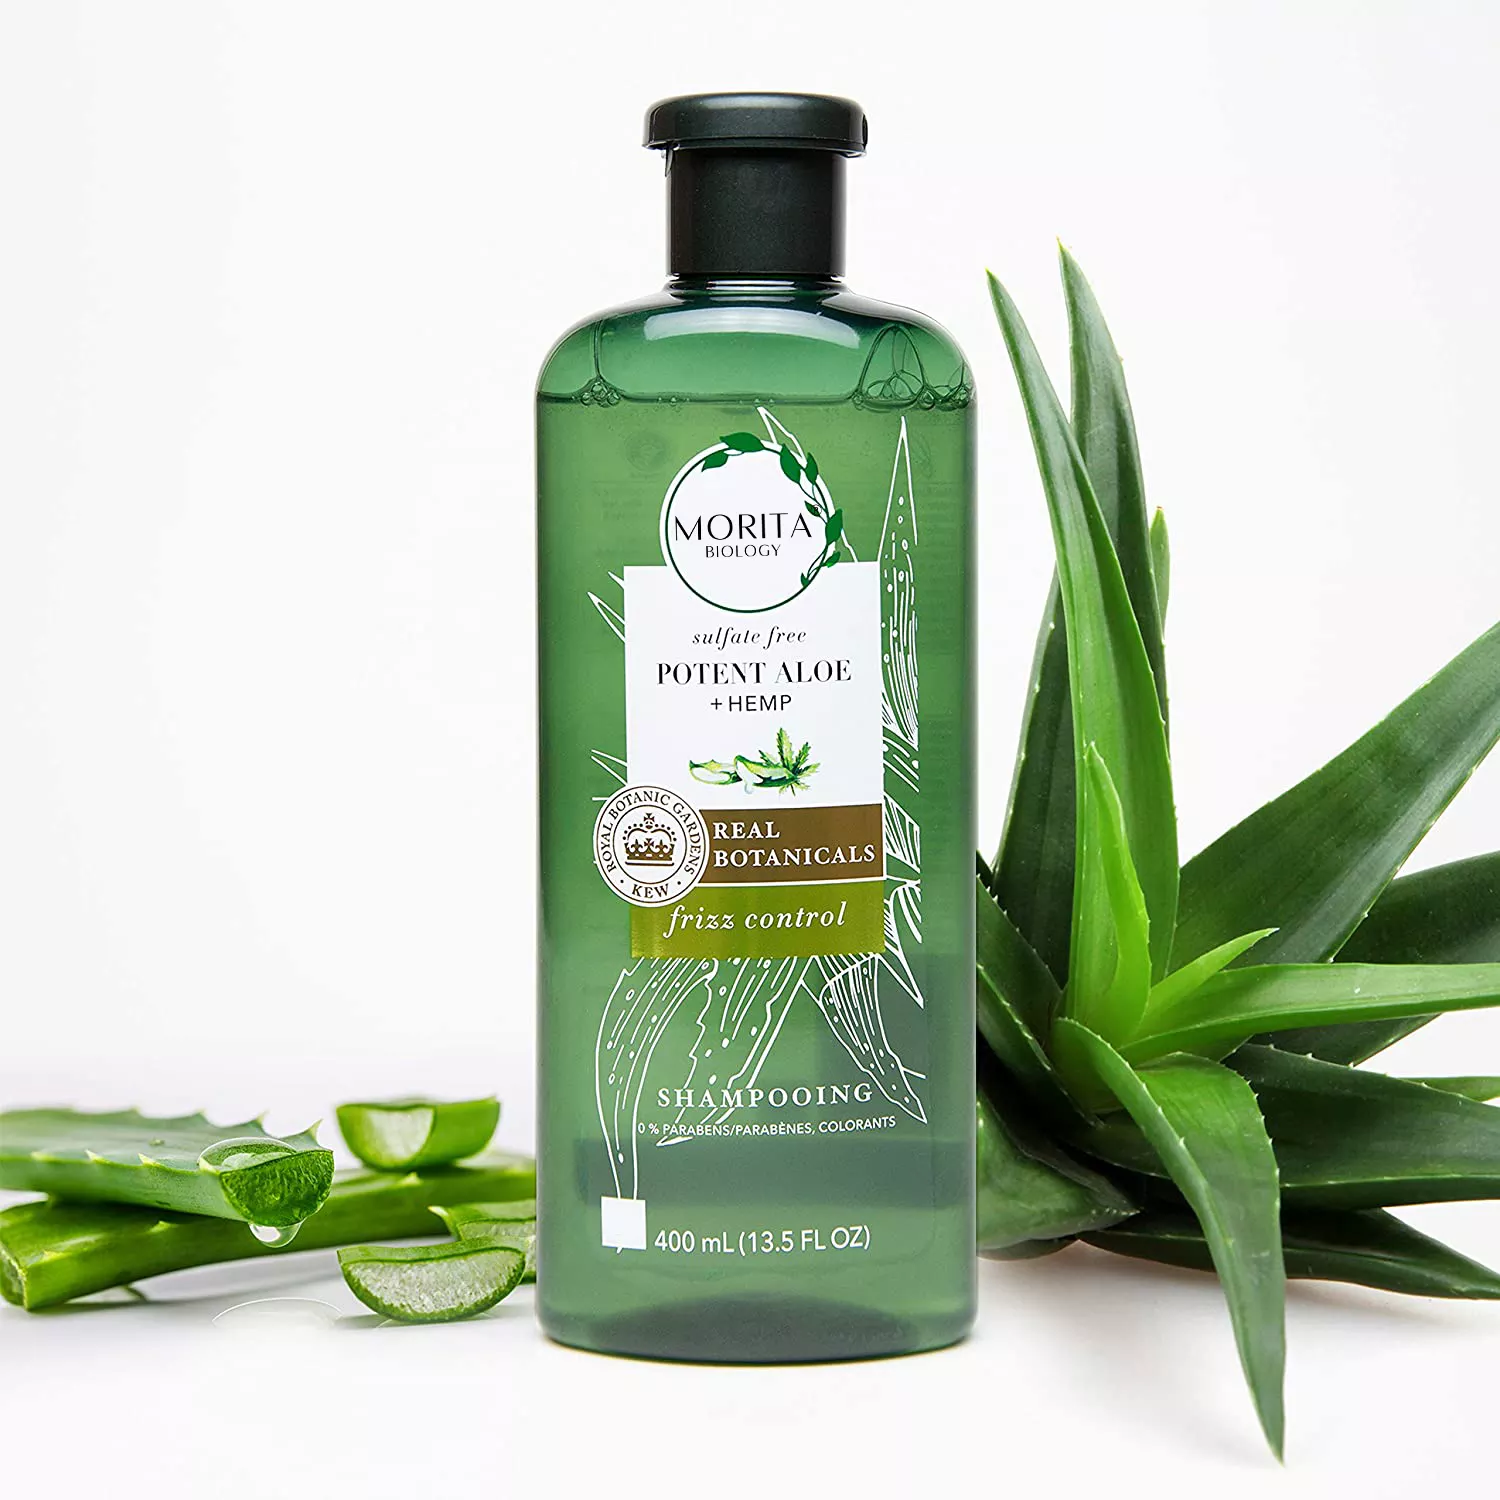 MORITA®
BIOLOGY
sulfate free
POTENT ALOE
+ HEMP
ROYAL BOTANIC GARDENS
· KEW ·
REAL
BOTANICALS
frizz control
SHAMPOOING
0 % PARABENS/PARABÈNES, COLORANTS
400 mL (13.5 FL OZ)